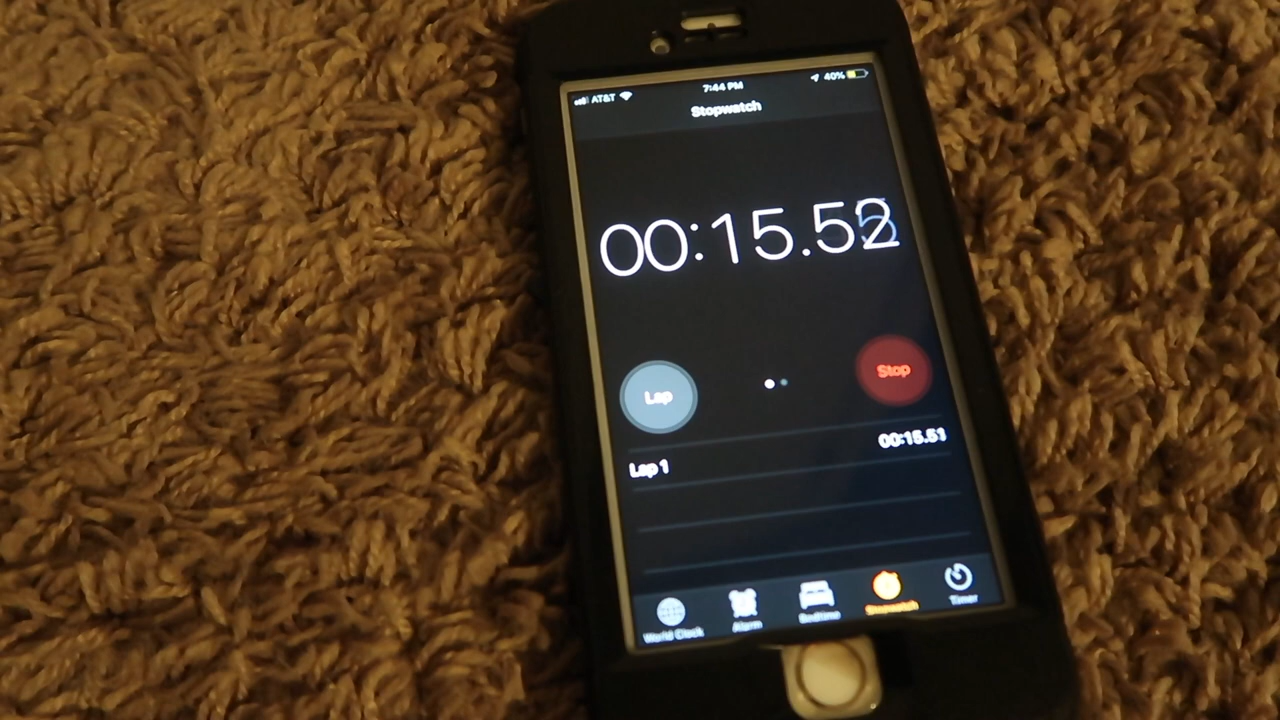 7:44 PM
AT&T 40%
Stopwatch
00:15.52
Lap Stop
Lap 1 00:15.51
World Clock Alarm Bedtime Stopwatch Timer